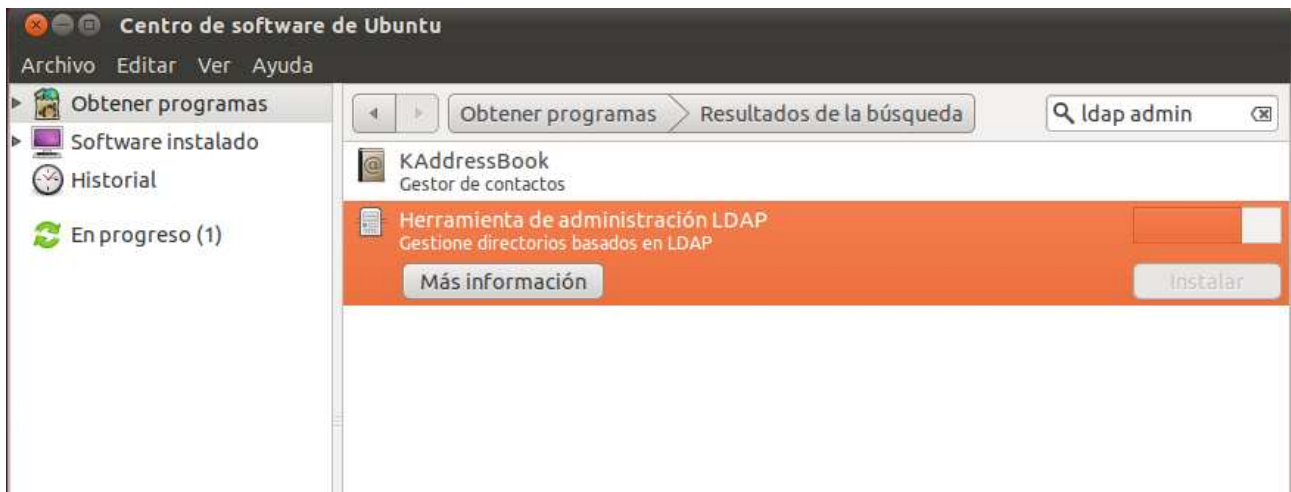 Centro de software de Ubuntu
Archivo Editar Ver Ayuda
Obtener programas
Software instalado
Historial
En progreso (1)
Obtener programas
Resultados de la búsqueda
ldap admin
KAddressBook
Gestor de contactos
Herramienta de administración LDAP
Gestione directorios basados en LDAP
Más información
Instalar